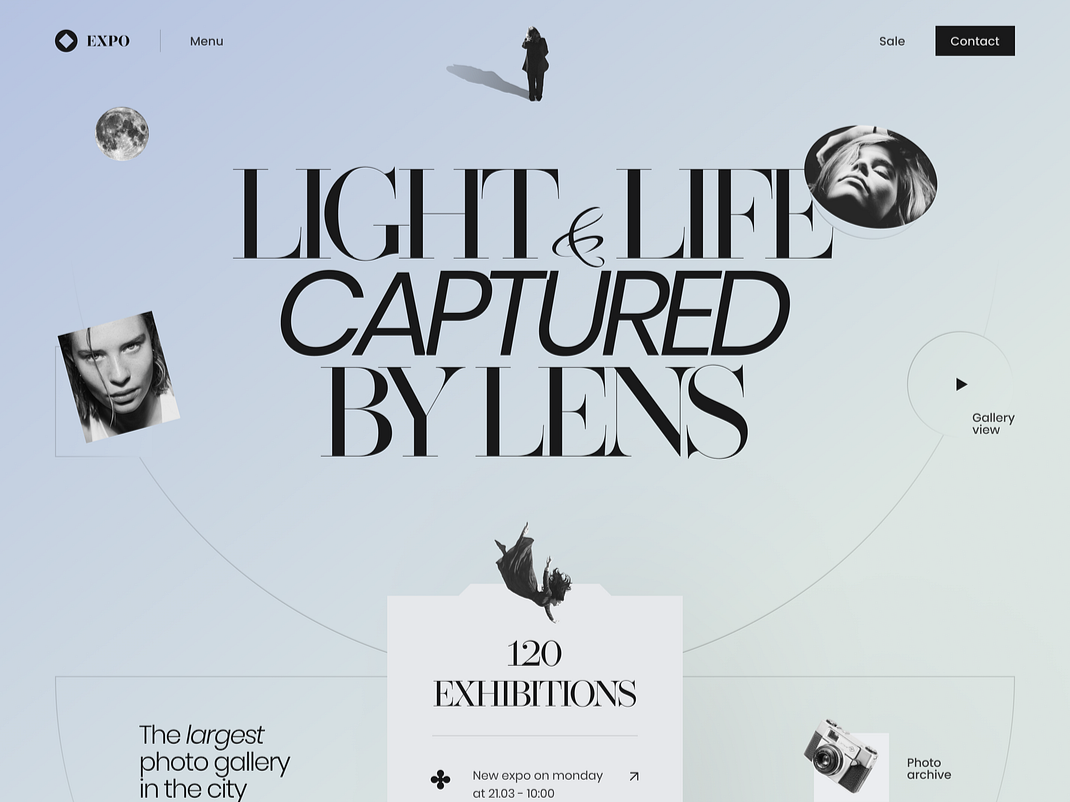 EXPO
Menu
Sale
Contact
LIGHT & LIFE
CAPTURED
BY LENS
Gallery
view
120
EXHIBITIONS
The largest
photo gallery
in the city
New expo on monday
at 21.03 - 10:00
Photo
archive